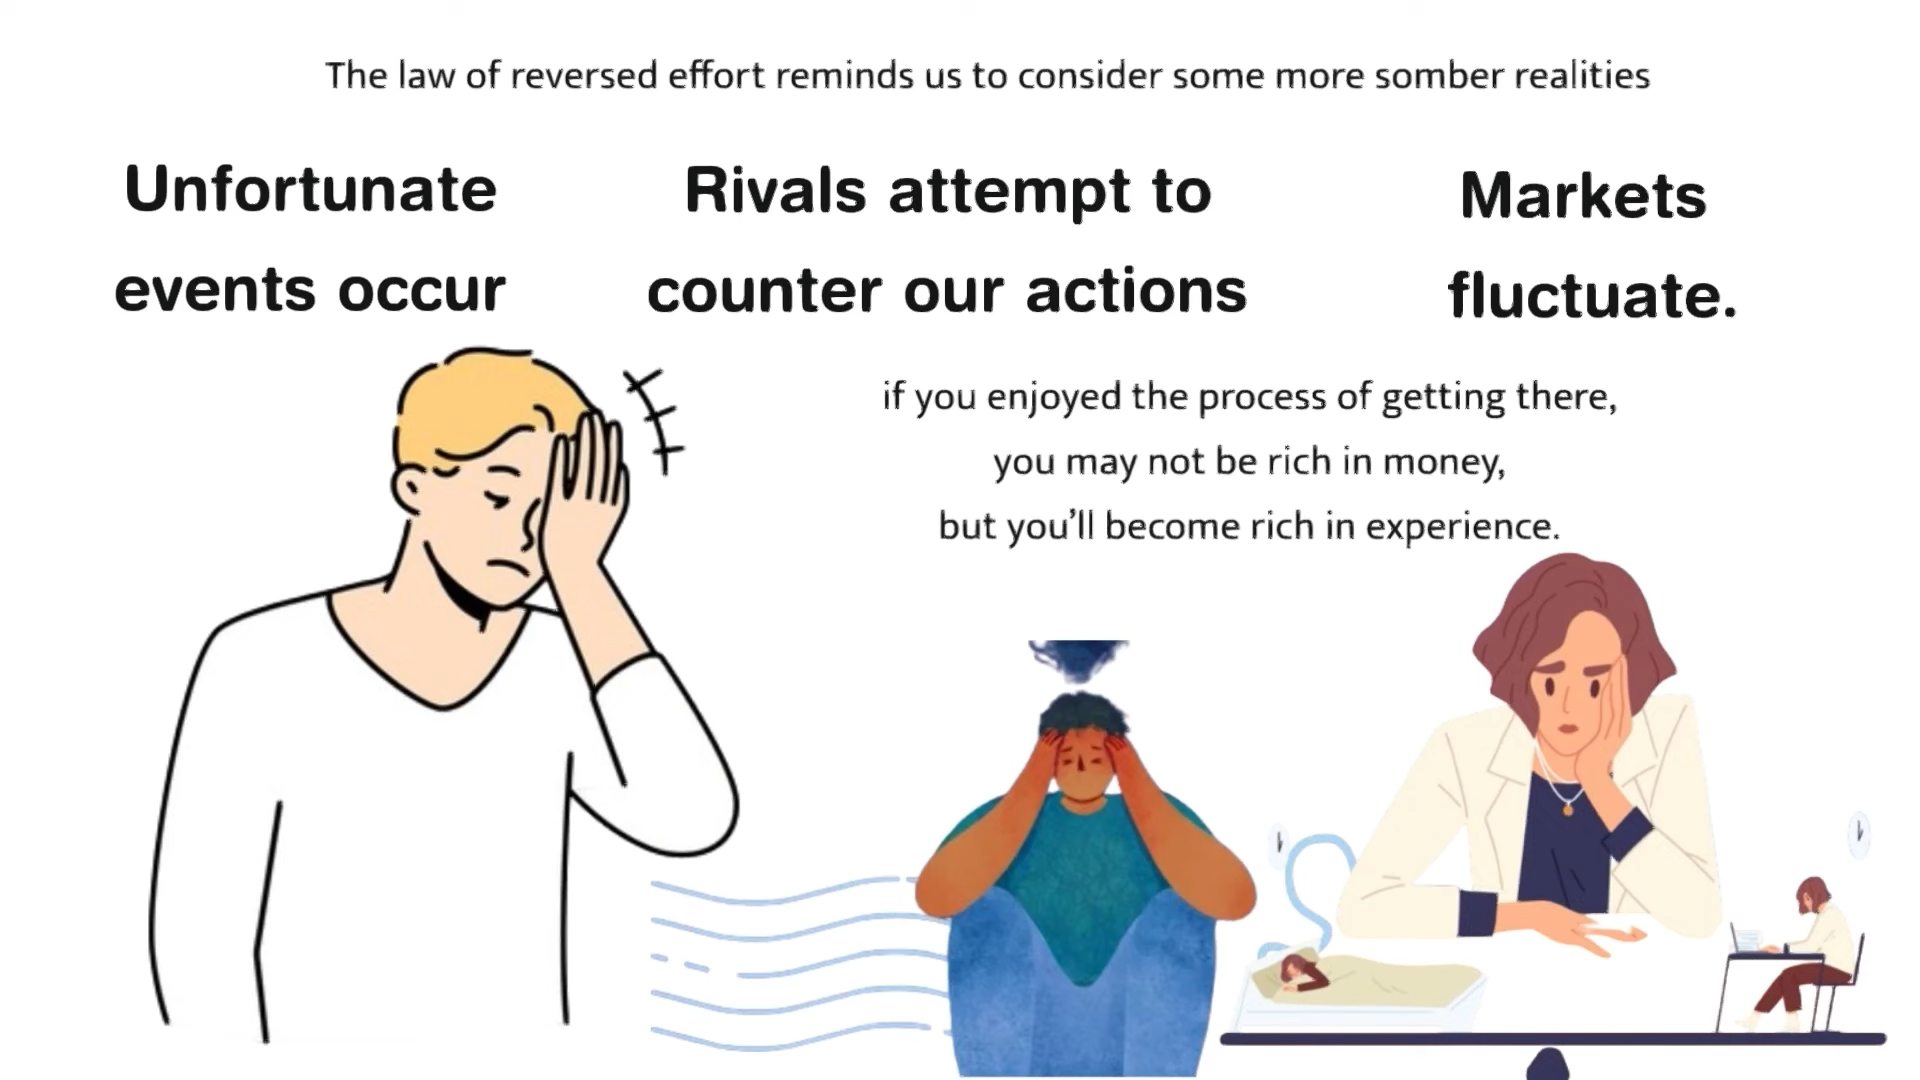 The law of reversed effort reminds us to consider some more somber realities
Unfortunate
events occur
Rivals attempt to
counter our actions
Markets
fluctuate.
if you enjoyed the process of getting there,
you may not be rich in money,
but you’ll become rich in experience.